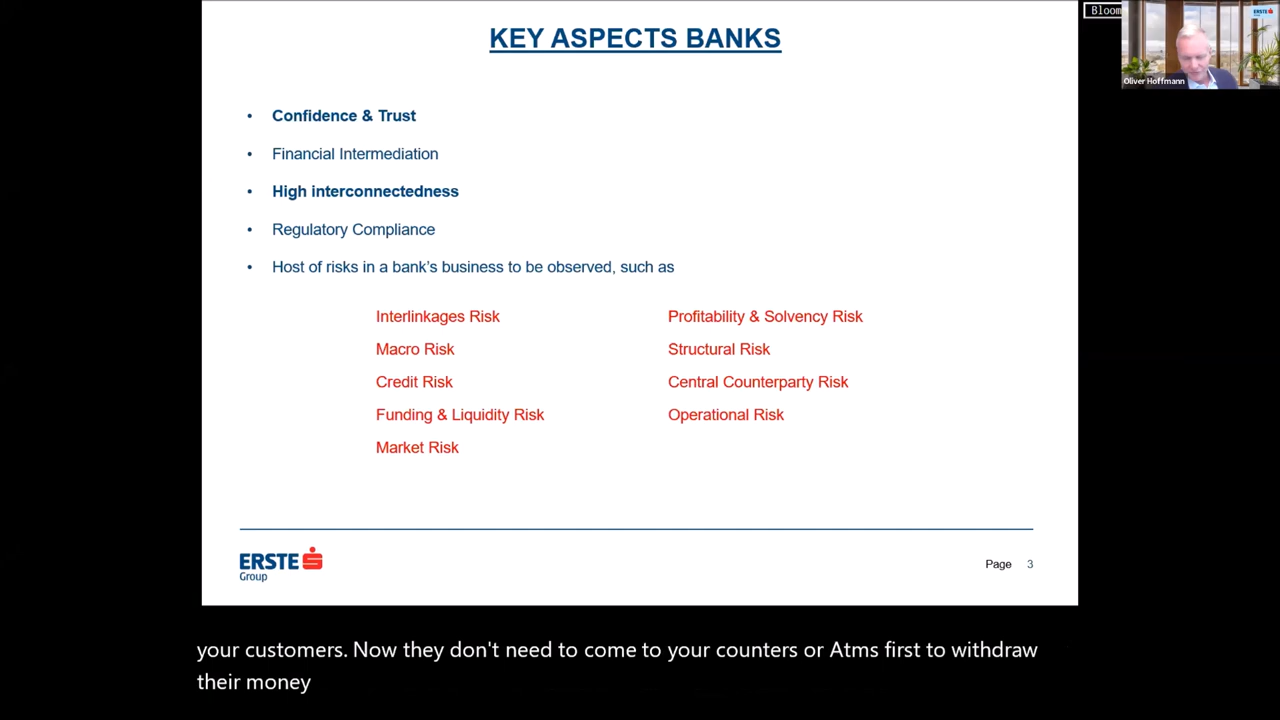 KEY ASPECTS BANKS
Bloom
ERSTE
Group
Oliver Hoffmann
• Confidence & Trust
• Financial Intermediation
• High interconnectedness
• Regulatory Compliance
• Host of risks in a bank's business to be observed, such as
Interlinkages Risk
Macro Risk
Credit Risk
Funding & Liquidity Risk
Market Risk
Profitability & Solvency Risk
Structural Risk
Central Counterparty Risk
Operational Risk
ERSTE
Group
Page 3
your customers. Now they don't need to come to your counters or Atms first to withdraw
their money